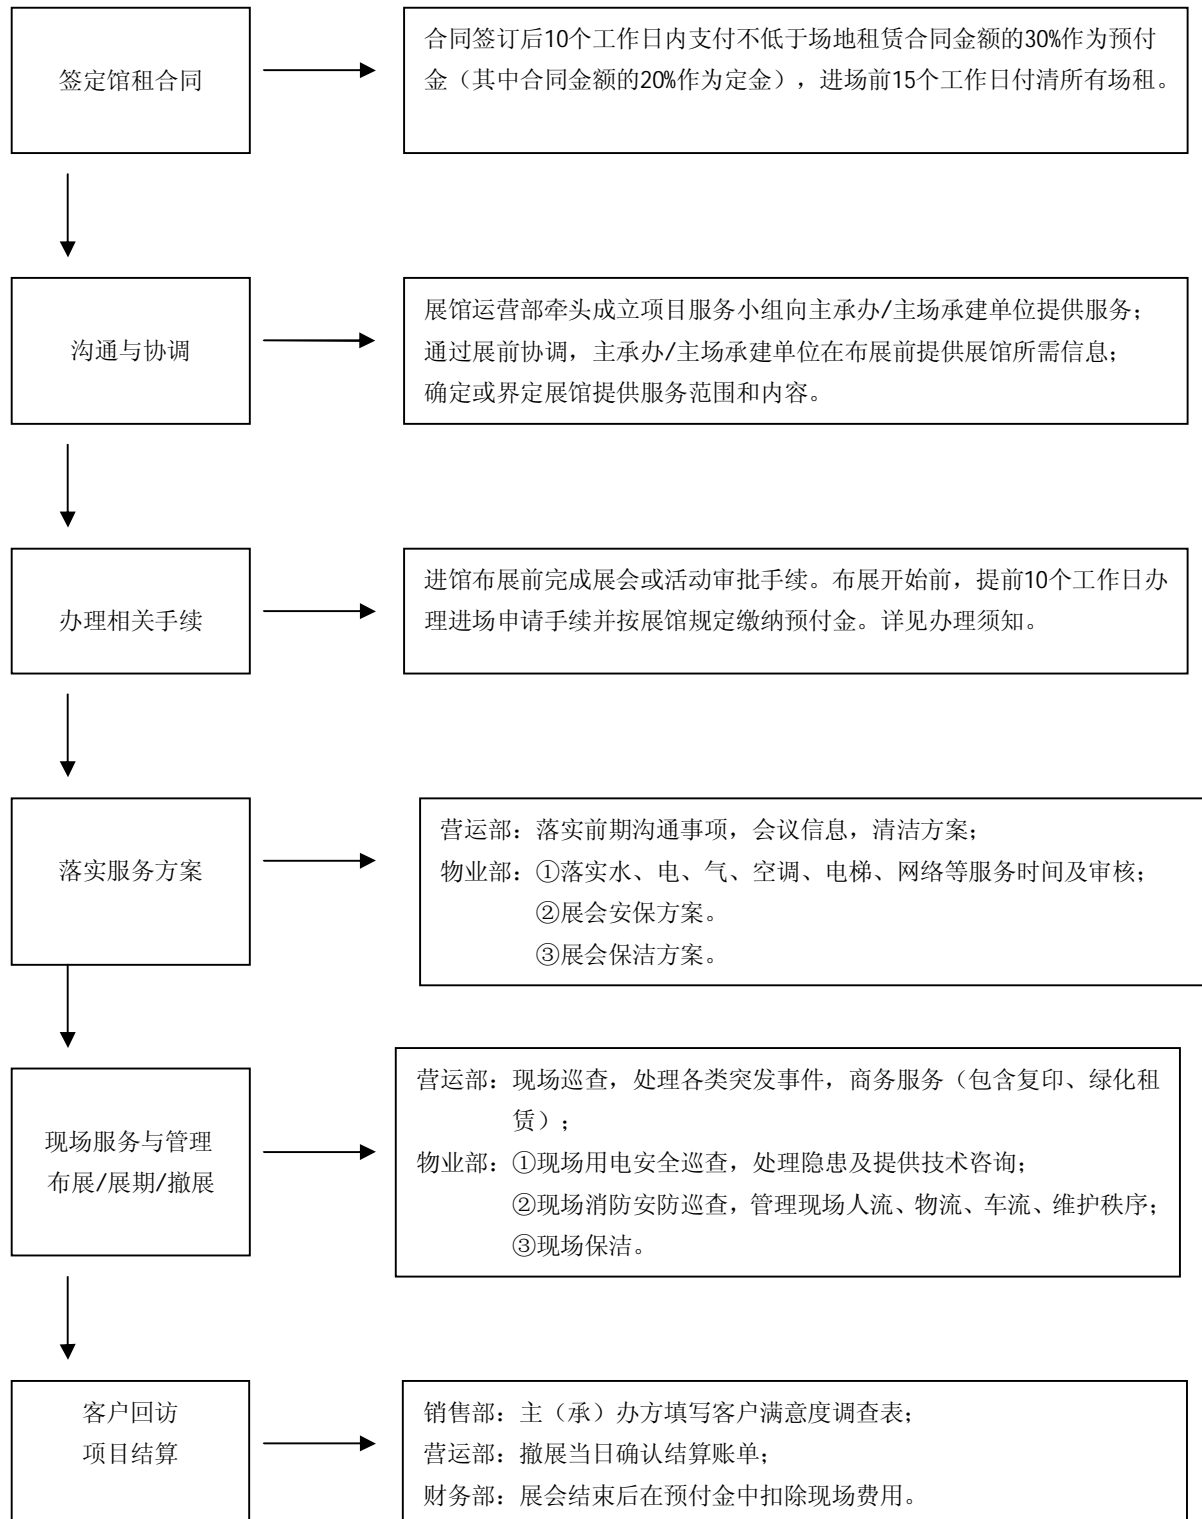 签定馆租合同
合同签订后10个工作日内支付不低于场地租赁合同金额的30%作为预付
金（其中合同金额的20%作为定金），进场前15个工作日付清所有场租。
沟通与协调
展馆运营部牵头成立项目服务小组向主承办/主场承建单位提供服务；
通过展前协调，主承办/主场承建单位在布展前提供展馆所需信息；
确定或界定展馆提供服务范围和内容。
办理相关手续
进馆布展前完成展会或活动审批手续。布展开始前，提前10个工作日办
理进场申请手续并按展馆规定缴纳预付金。详见办理须知。
落实服务方案
营运部：落实前期沟通事项，会议信息，清洁方案；
物业部：①落实水、电、气、空调、电梯、网络等服务时间及审核；
②展会安保方案。
③展会保洁方案。
现场服务与管理
布展/展期/撤展
营运部：现场巡查，处理各类突发事件，商务服务（包含复印、绿化租
赁）；
物业部：①现场用电安全巡查，处理隐患及提供技术咨询；
②现场消防安防巡查，管理现场人流、物流、车流、维护秩序；
③现场保洁。
客户回访
项目结算
销售部：主（承）办方填写客户满意度调查表；
营运部：撤展当日确认结算账单；
财务部：展会结束后在预付金中扣除现场费用。